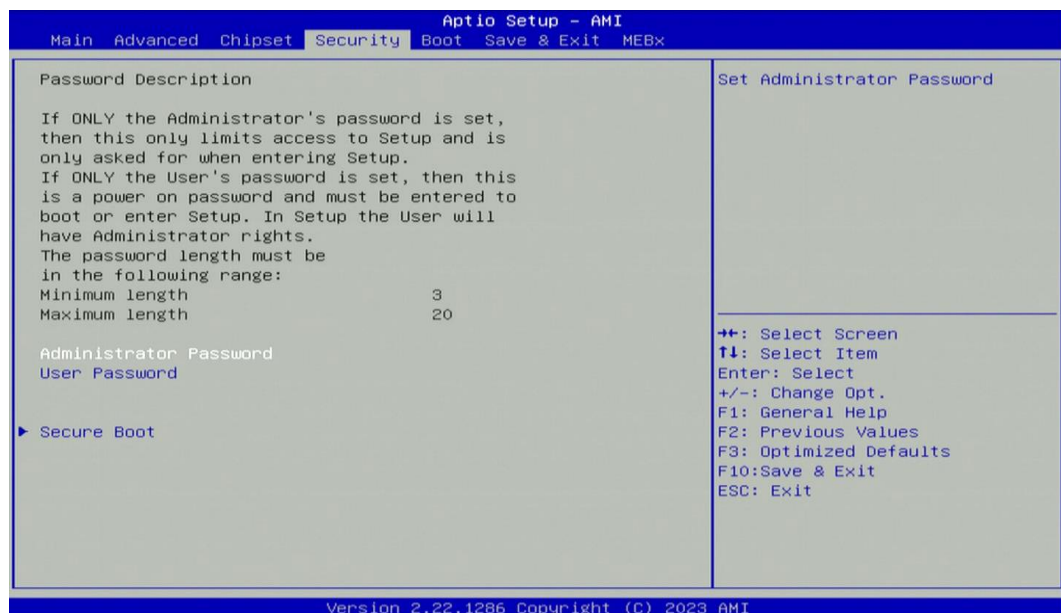 Aptio Setup - AMI
Main Advanced Chipset Security Boot Save & Exit MEBx
Password Description
If ONLY the Administrator's password is set,
then this only limits access to Setup and is
only asked for when entering Setup.
If ONLY the User's password is set, then this
is a power on password and must be entered to
boot or enter Setup. In Setup the User will
have Administrator rights.
The password length must be
in the following range:
Minimum length 3
Maximum length 20
Administrator Password
User Password
► Secure Boot
Set Administrator Password
→←: Select Screen
↑↓: Select Item
Enter: Select
+/-: Change Opt.
F1: General Help
F2: Previous Values
F3: Optimized Defaults
F10:Save & Exit
ESC: Exit
Version 2.22.1286 Copyright (C) 2023 AMI